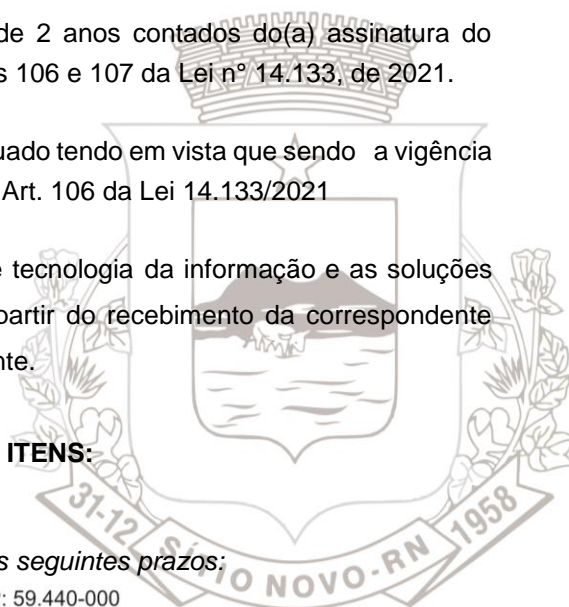 de 2 anos contados do(a) assinatura do
s 106 e 107 da Lei n° 14.133, de 2021.
uado tendo em vista que sendo a vigência
Art. 106 da Lei 14.133/2021
e tecnologia da informação e as soluções
partir do recebimento da correspondente
nte.
ITENS:
s seguintes prazos:
31-12 SÍTIO NOVO-RN 1958
: 59.440-000